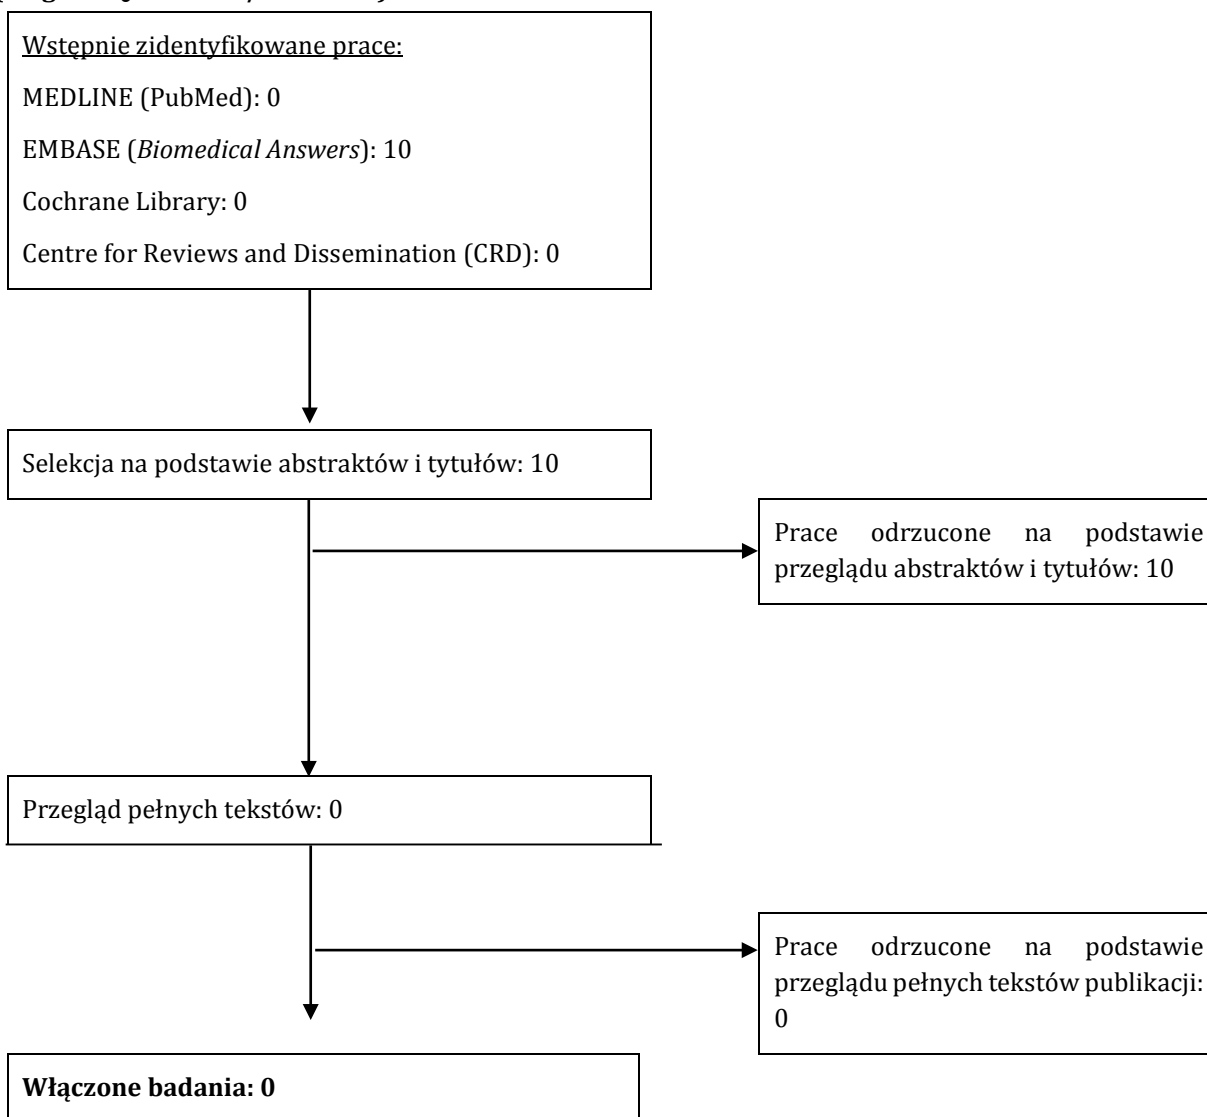 Wstępnie zidentyfikowane prace:
MEDLINE (PubMed): 0
EMBASE (Biomedical Answers): 10
Cochrane Library: 0
Centre for Reviews and Dissemination (CRD): 0
Selekcja na podstawie abstraktów i tytułów: 10
Prace odrzucone na podstawie
przeglądu abstraktów i tytułów: 10
Przegląd pełnych tekstów: 0
Prace odrzucone na podstawie
przeglądu pełnych tekstów publikacji:
0
Włączone badania: 0